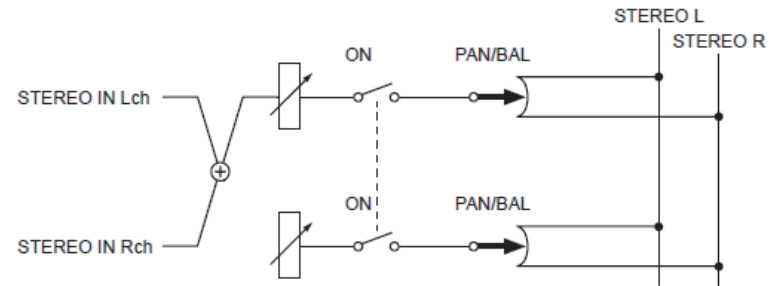 STEREO L
STEREO R
ON
PAN/BAL
STEREO IN Lch
ON
PAN/BAL
STEREO IN Rch